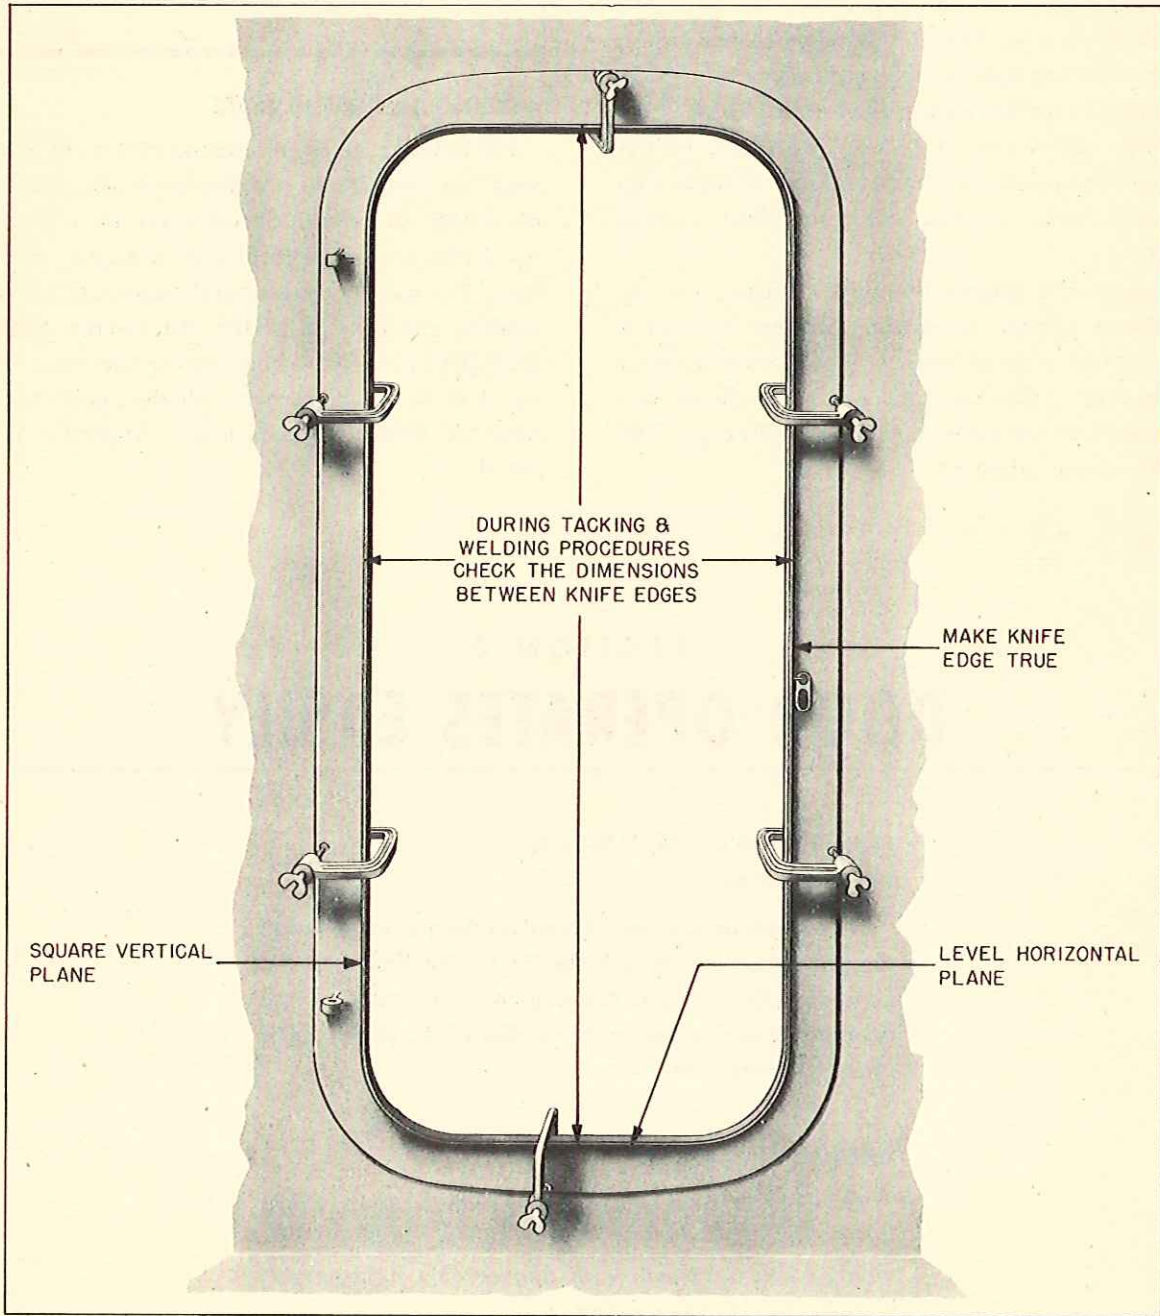 DURING TACKING &
WELDING PROCEDURES
CHECK THE DIMENSIONS
BETWEEN KNIFE EDGES
MAKE KNIFE
EDGE TRUE
SQUARE VERTICAL
PLANE
LEVEL HORIZONTAL
PLANE